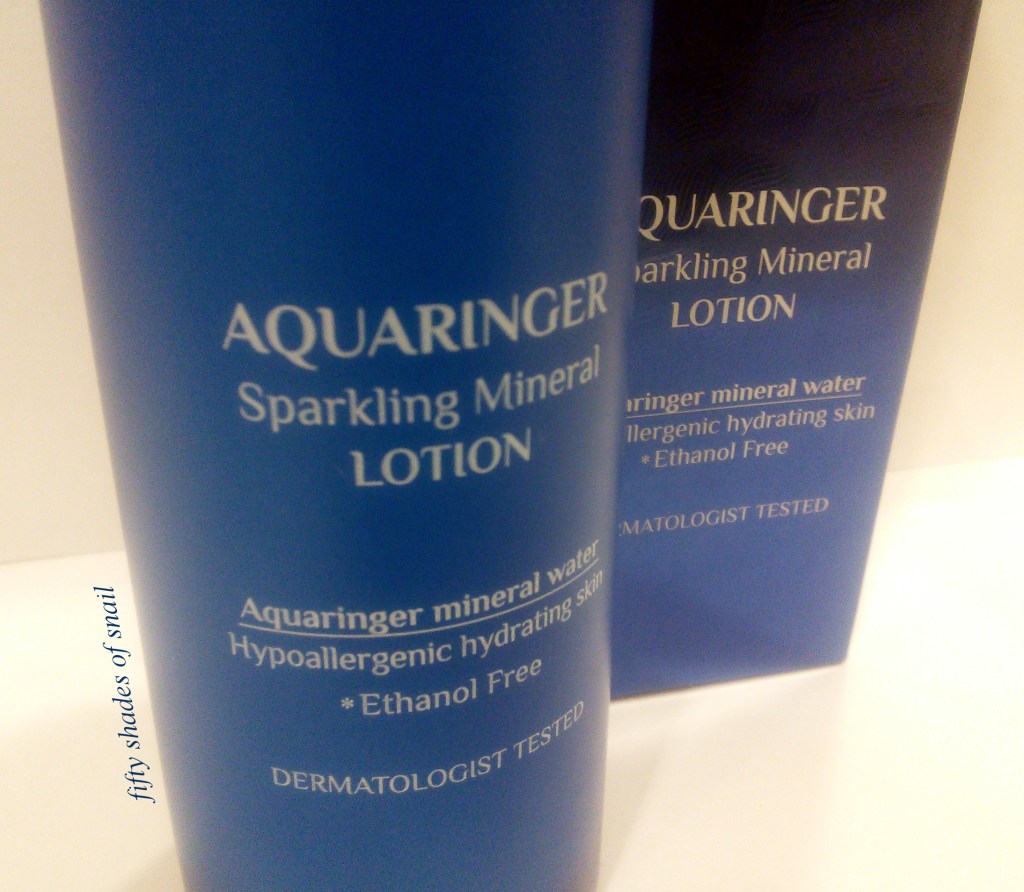 AQUARINGER
Sparkling Mineral
LOTION
Aquaringer mineral water
Hypoallergenic hydrating skin
*Ethanol Free
DERMATOLOGIST TESTED
QUARINGER
parkling Mineral
LOTION
aringer mineral water
llergenic hydrating skin
*Ethanol Free
MATOLOGIST TESTED
fifty shades of snail